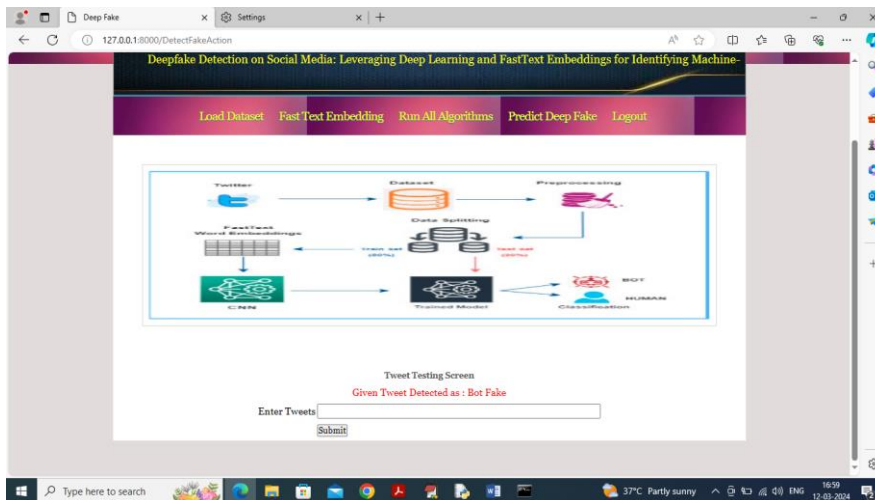 Deep Fake
Settings
127.0.0.1:8000/DetectFakeAction
Deepfake Detection on Social Media: Leveraging Deep Learning and FastText Embeddings for Identifying Machine-
Load Dataset Fast Text Embedding Run All Algorithms Predict Deep Fake Logout
Twitter Dataset Preprocessing
Data Splitting
FastText
Word Embeddings
Train set
(80%)
Test set
(20%)
BOT
HUMAN
CNN Trained Model Classification
Tweet Testing Screen
Given Tweet Detected as : Bot Fake
Enter Tweets
Submit
Type here to search
37°C Partly sunny
ENG
16:59
12-03-2024